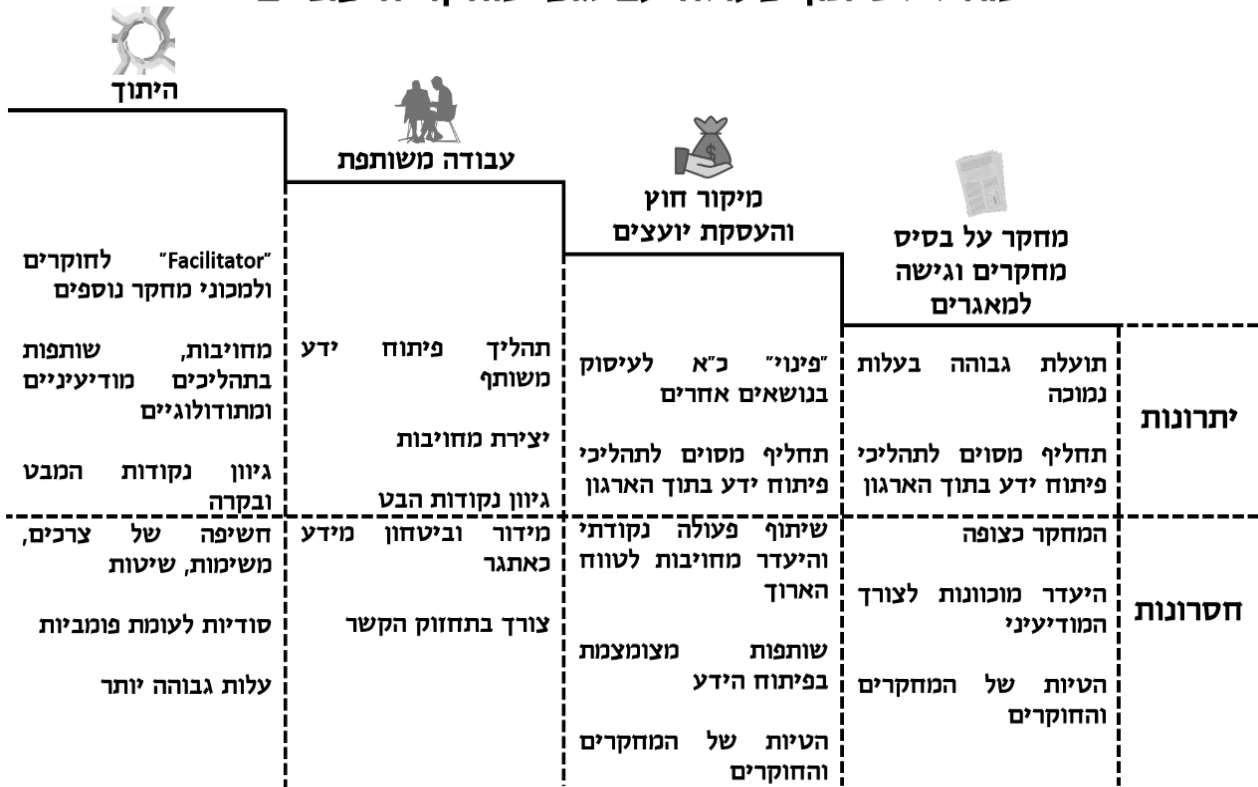 היתוך
עבודה משותפת
מיקור חוץ
והעסקת יועצים
מחקר על בסיס
מחקרים וגישה
למאגרים
יתרונות
תועלת גבוהה בעלות
נמוכה
תחליף מסוים לתהליכי
פיתוח ידע בתוך הארגון
"פינוי" כ"א לעיסוק
בנושאים אחרים
תחליף מסוים לתהליכי
פיתוח ידע בתוך הארגון
תהליך פיתוח ידע
משותף
יצירת מחויבות
גיוון נקודות הבט
"Facilitator" לחוקרים
ולמכוני מחקר נוספים
מחויבות, שותפות
בתהליכים מודיעיניים
ומתודולוגיים
גיוון נקודות המבט
ובקרה
חסרונות
המחקר כצופה
היעדר מוכוונות לצורך
המודיעיני
הטיות של המחקרים
והחוקרים
שיתוף פעולה נקודתי
והיעדר מחויבות לטווח
הארוך
שותפות מצומצמת
בפיתוח הידע
הטיות של המחקרים
והחוקרים
מידור וביטחון מידע
כאתגר
צורך בתחזוק הקשר
חשיפה של צרכים,
משימות, שיטות
סודיות לעומת פומביות
עלות גבוהה יותר